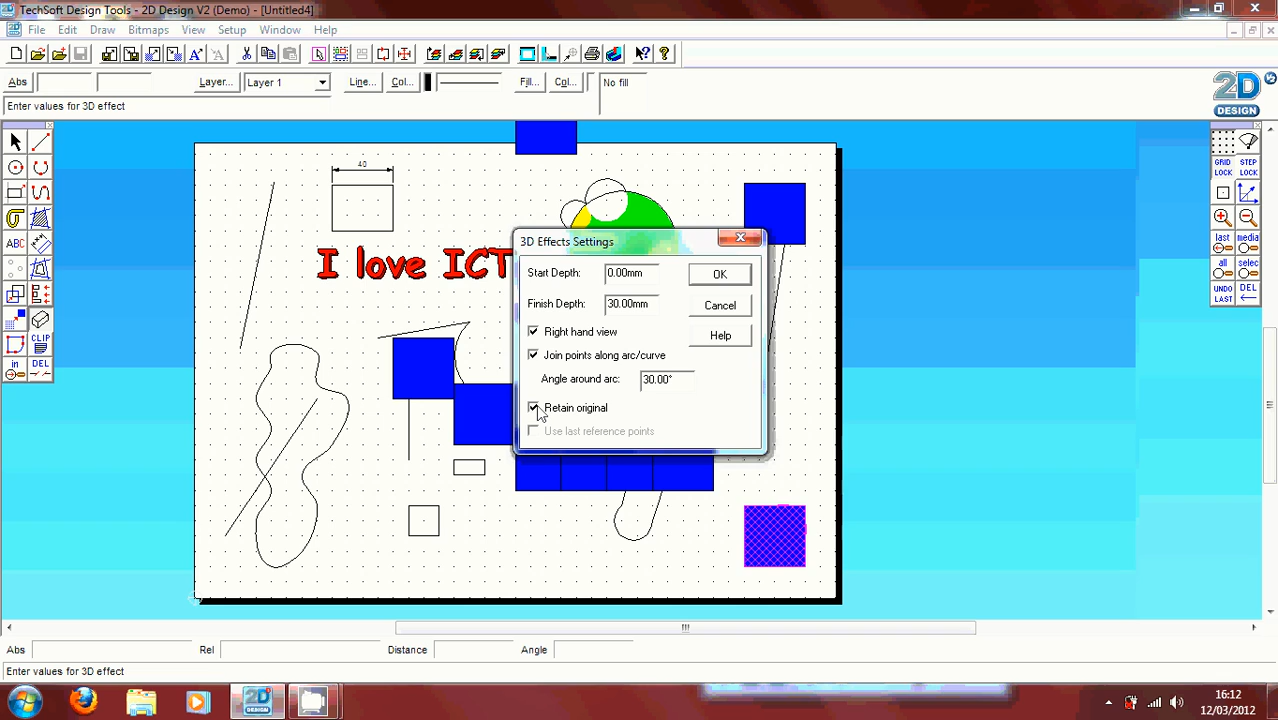 TechSoft Design Tools - 2D Design V2 (Demo) - [Untitled4]
File Edit Draw Bitmaps View Setup Window Help
Abs Layer... Layer 1 Line... Col... Fill... Col... No fill
2D DESIGN
Enter values for 3D effect
GRID LOCK STEP LOCK
ABC
last media
all selec
UNDO LAST DEL
CLIP
in DEL
40
I love ICT
3D Effects Settings
Start Depth: 0.00mm OK
Finish Depth: 30.00mm Cancel
Right hand view Help
Join points along arc/curve
Angle around arc: 30.00°
Retain original
Use last reference points
Abs Rel Distance Angle
Enter values for 3D effect
16:12
12/03/2012